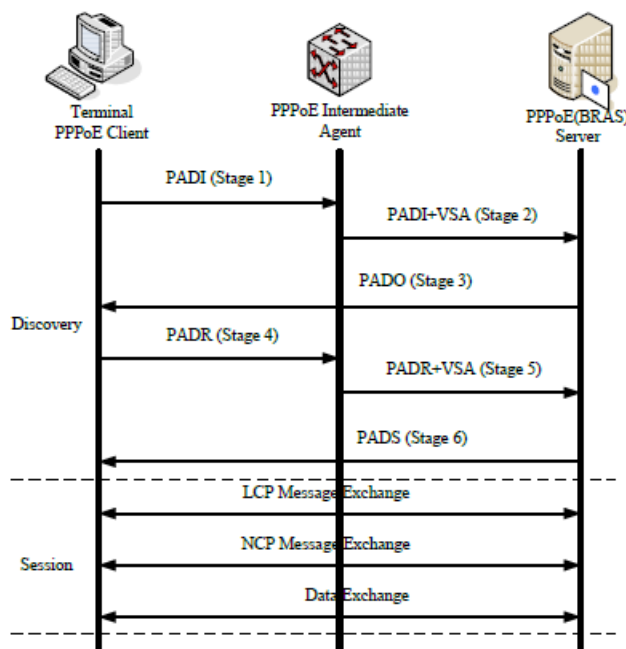 Terminal
PPPoE Client
PPPoE Intermediate
Agent
PPPoE(BRAS)
Server
PADI (Stage 1)
PADI+VSA (Stage 2)
PADO (Stage 3)
Discovery
PADR (Stage 4)
PADR+VSA (Stage 5)
PADS (Stage 6)
LCP Message Exchange
NCP Message Exchange
Session
Data Exchange